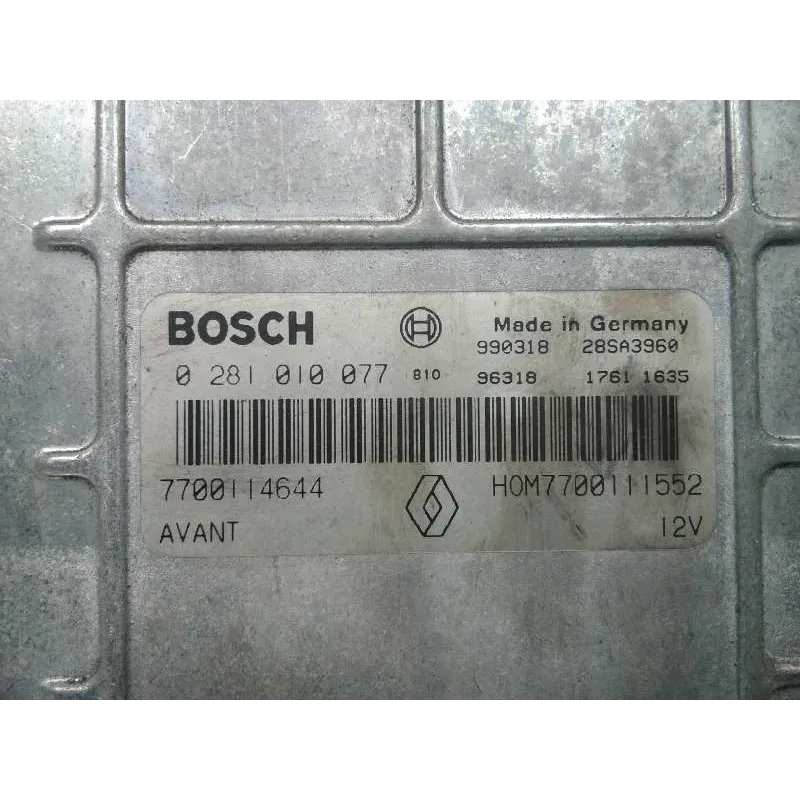 BOSCH Made in Germany
990318 28SA3960
0 281 010 077 810 96318 1761 1635
7700114644 HOM7700111552
AVANT 12V